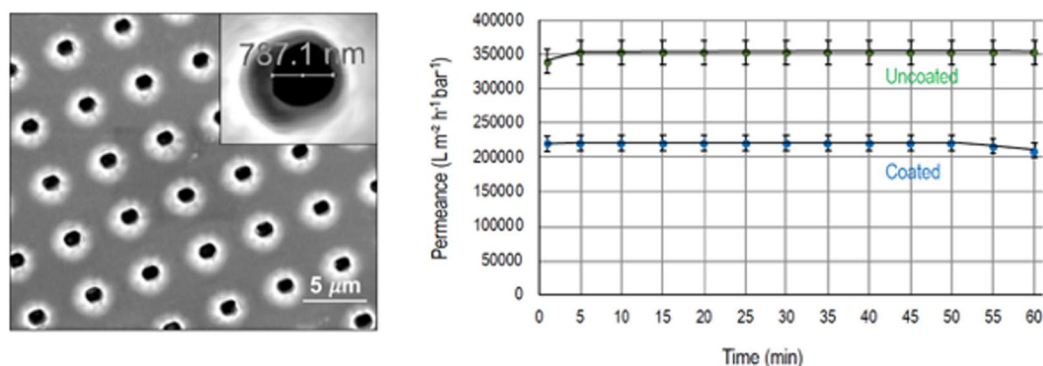 787.1 nm
5 μm
Permeance (L m⁻² h⁻¹ bar⁻¹)
400000
350000
300000
250000
200000
150000
100000
50000
0
Uncoated
Coated
0 5 10 15 20 25 30 35 40 45 50 55 60
Time (min)